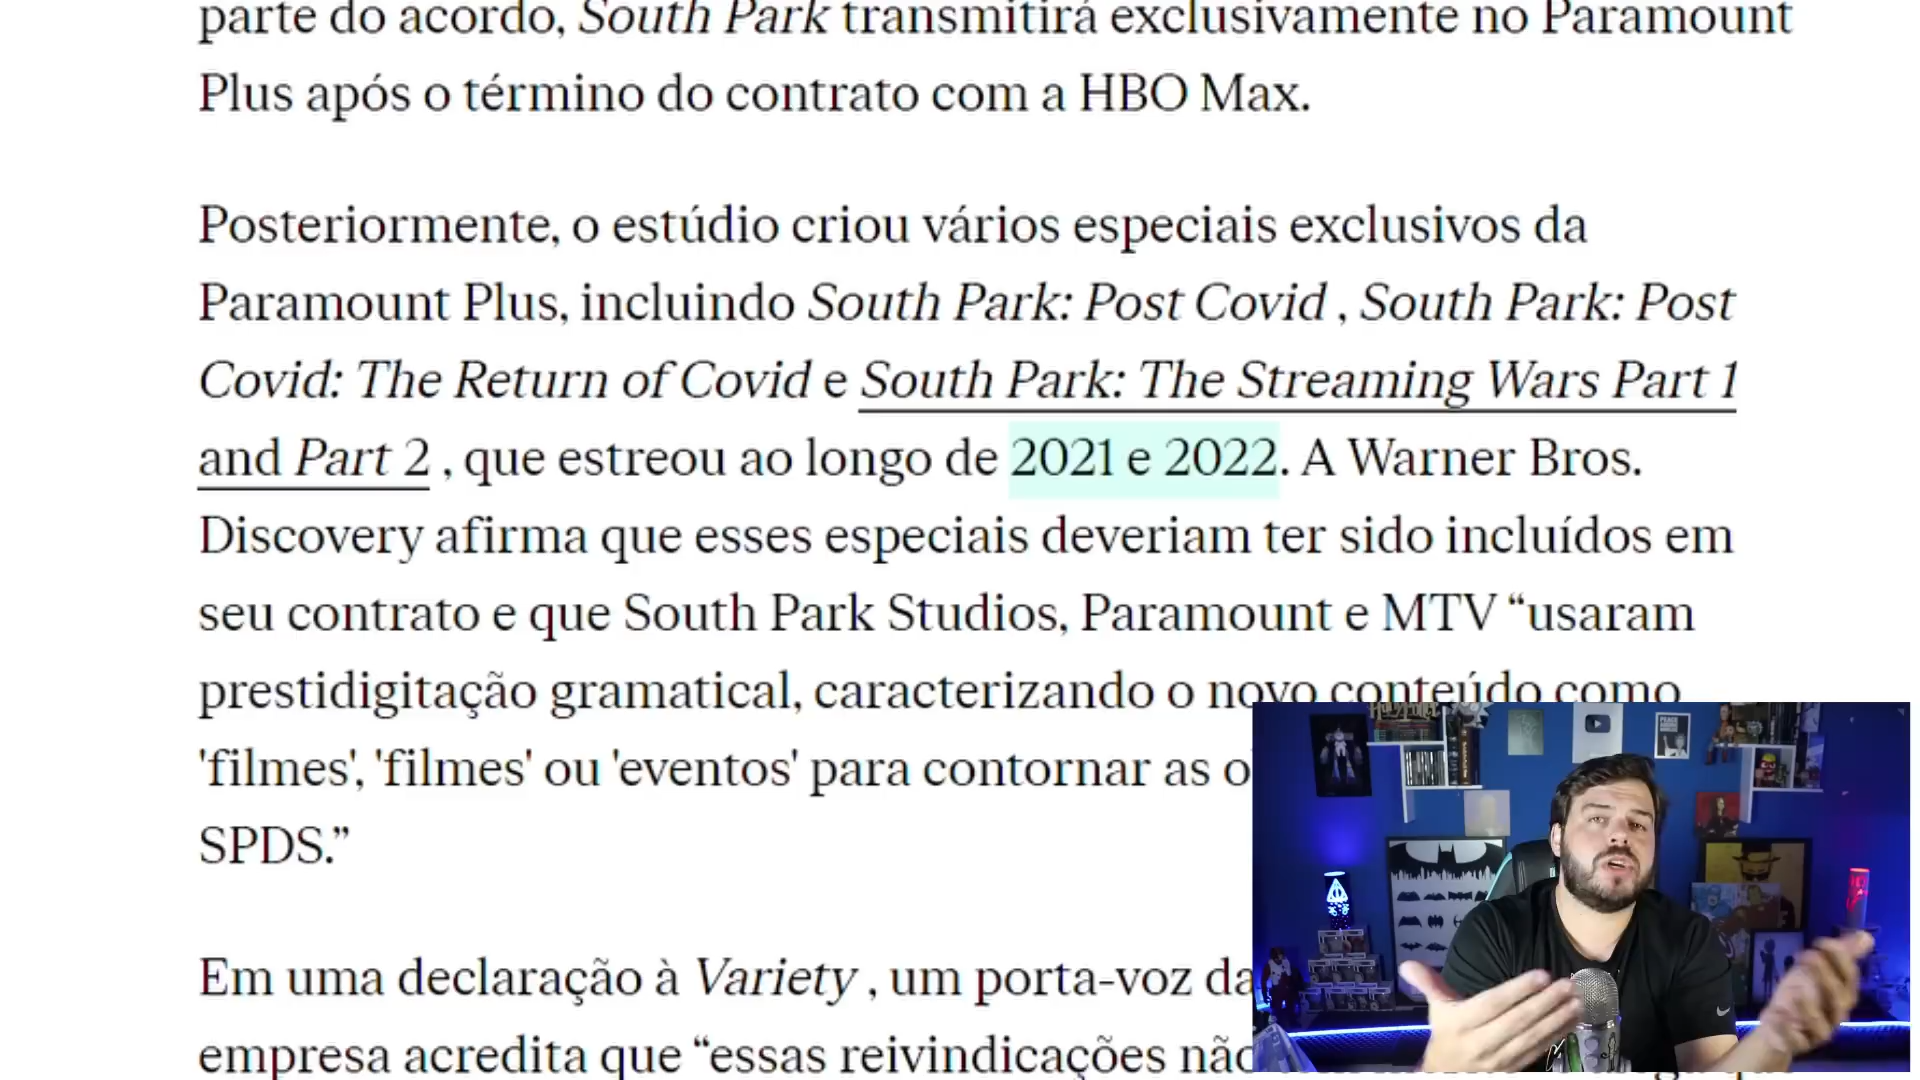 parte do acordo, South Park transmitirá exclusivamente no Paramount
Plus após o término do contrato com a HBO Max.
Posteriormente, o estúdio criou vários especiais exclusivos da
Paramount Plus, incluindo South Park: Post Covid , South Park: Post
Covid: The Return of Covid e South Park: The Streaming Wars Part 1
and Part 2 , que estreou ao longo de 2021 e 2022. A Warner Bros.
Discovery afirma que esses especiais deveriam ter sido incluídos em
seu contrato e que South Park Studios, Paramount e MTV “usaram
prestidigitação gramatical, caracterizando o novo conteúdo como
'filmes', 'filmes' ou 'eventos' para contornar as
SPDS.”
Em uma declaração à Variety , um porta-voz da
empresa acredita que “essas reivindicações